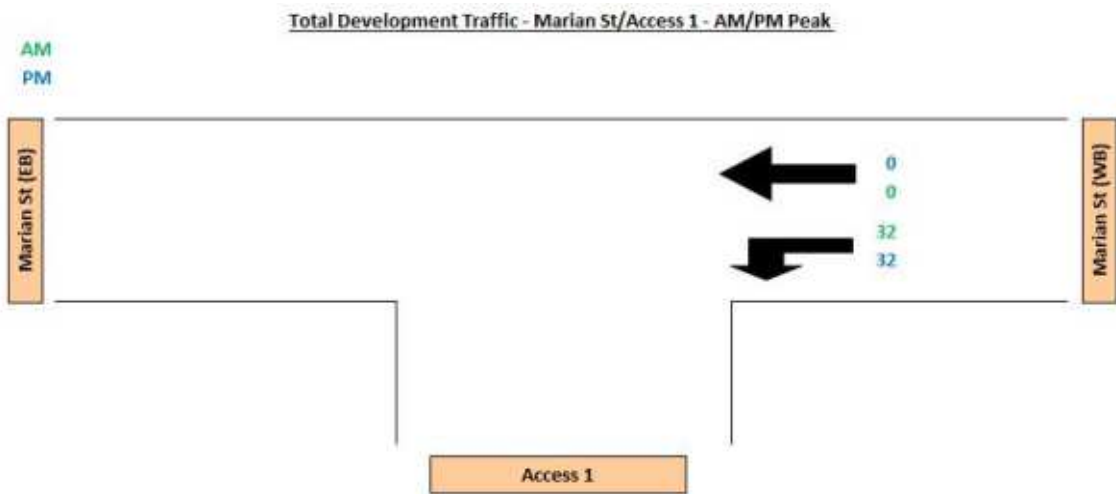 Total Development Traffic - Marian St/Access 1 - AM/PM Peak
AM
PM
Marian St (EB)
0
0
32
32
Marian St (WB)
Access 1